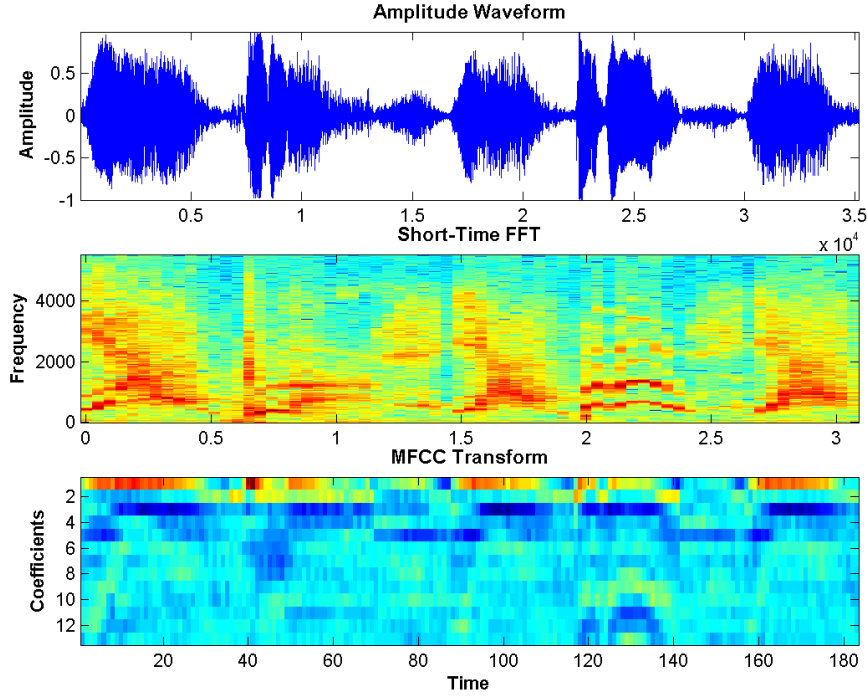 Amplitude Waveform
Amplitude
0.5
0
-0.5
-1
0.5 1 1.5 2 2.5 3 3.5
x 10^4
Short-Time FFT
Frequency
4000
2000
0
0 0.5 1 1.5 2 2.5 3
MFCC Transform
Coefficients
2
4
6
8
10
12
20 40 60 80 100 120 140 160 180
Time